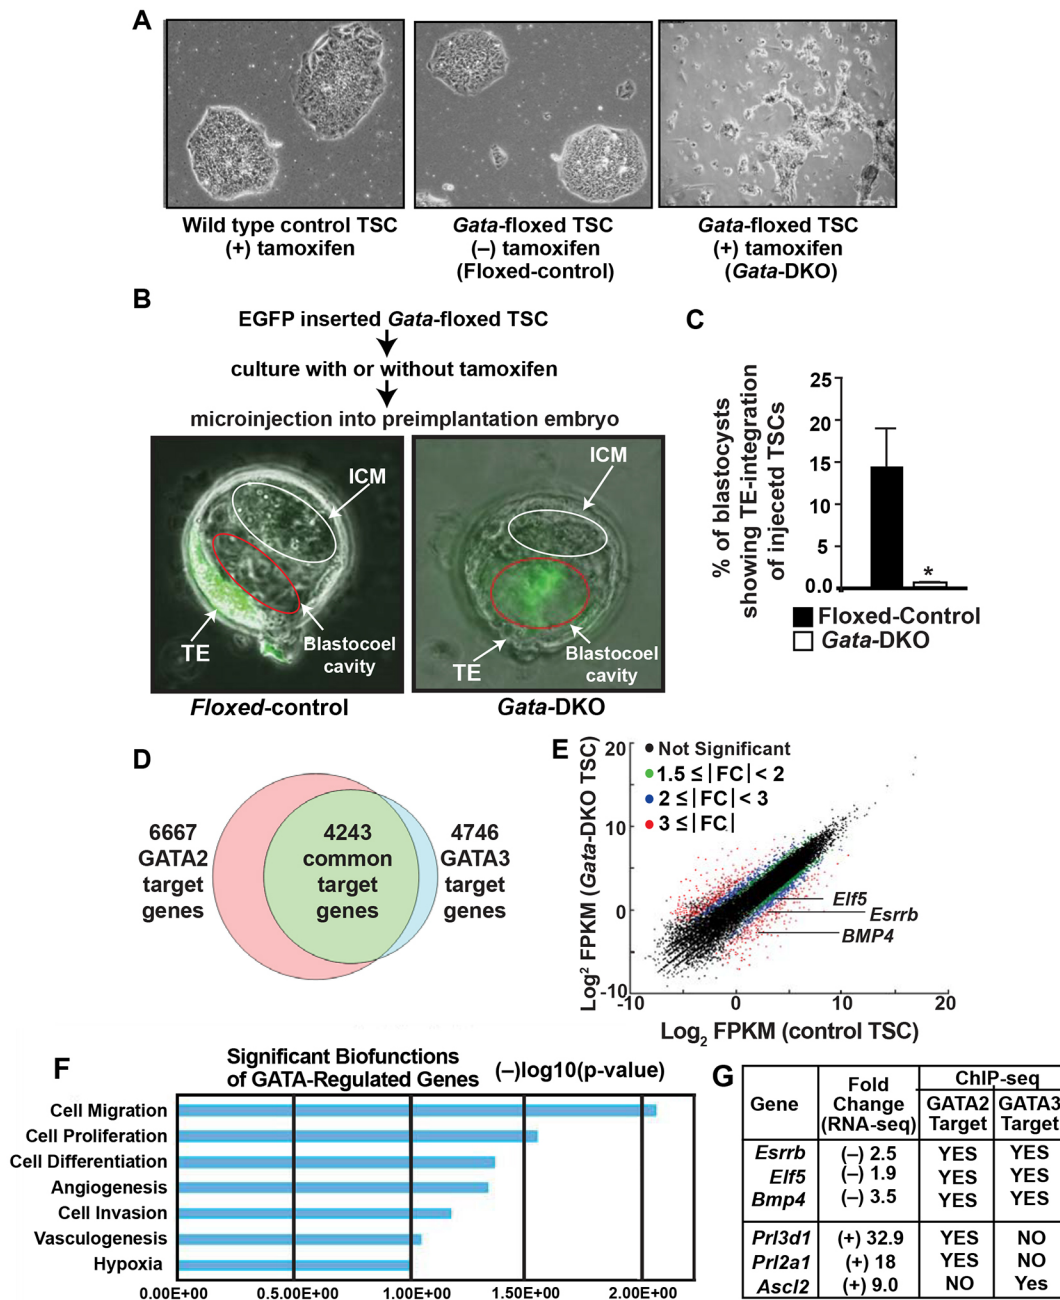 A
Wild type control TSC
(+) tamoxifen
Gata-floxed TSC
(–) tamoxifen
(Floxed-control)
Gata-floxed TSC
(+) tamoxifen
(Gata-DKO)
B
EGFP inserted Gata-floxed TSC
culture with or without tamoxifen
microinjection into preimplantation embryo
ICM
TE
Blastocoel
cavity
Floxed-control
ICM
TE
Blastocoel
cavity
Gata-DKO
C
% of blastocysts
showing TE-integration
of injecetd TSCs
25
20
15
10
5
0.0
*
Floxed-Control
Gata-DKO
D
6667
GATA2
target
genes
4243
common
target
genes
4746
GATA3
target
genes
E
Log² FPKM (Gata-DKO TSC)
20
10
0
-10
Not Significant
1.5 ≤|FC| < 2
2 ≤|FC| < 3
3 ≤|FC|
Elf5
Esrrb
BMP4
-10 0 10 20
Log₂ FPKM (control TSC)
F
Significant Biofunctions
of GATA-Regulated Genes
(–)log10(p-value)
Cell Migration
Cell Proliferation
Cell Differentiation
Angiogenesis
Cell Invasion
Vasculogenesis
Hypoxia
0.00E+00 0.5.00E+00 1.00E+00 1.50E+00 2.00E+00
G
Gene Fold Change (RNA-seq) ChIP-seq
GATA2 Target GATA3 Target
Esrrb (–) 2.5 YES YES
Elf5 (–) 1.9 YES YES
Bmp4 (–) 3.5 YES YES
Prl3d1 (+) 32.9 YES NO
Prl2a1 (+) 18 YES NO
Ascl2 (+) 9.0 NO Yes